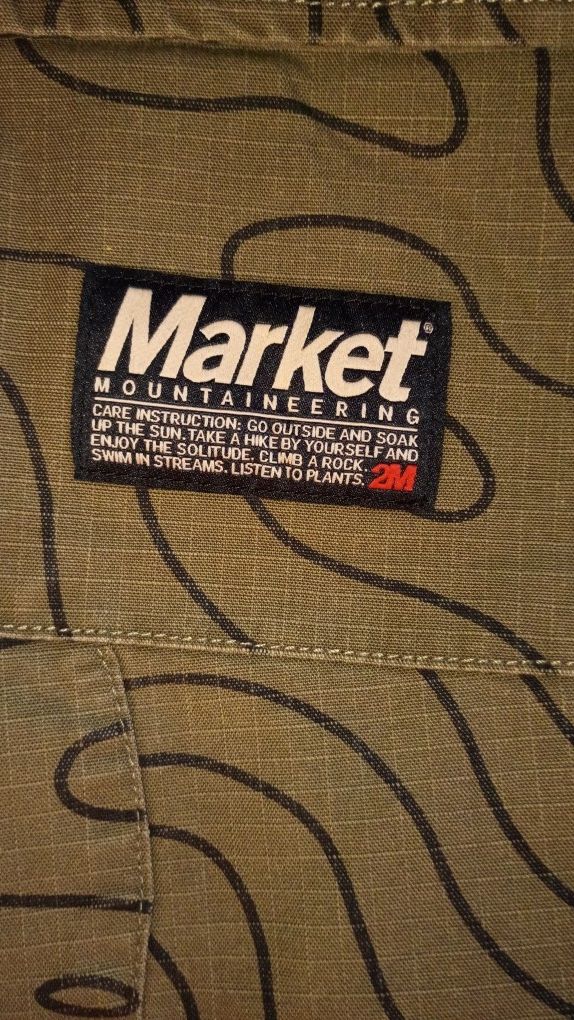 Market®
MOUNTAINEERING
CARE INSTRUCTION: GO OUTSIDE AND SOAK
UP THE SUN. TAKE A HIKE BY YOURSELF AND
ENJOY THE SOLITUDE. CLIMB A ROCK.
SWIM IN STREAMS. LISTEN TO PLANTS. 2M